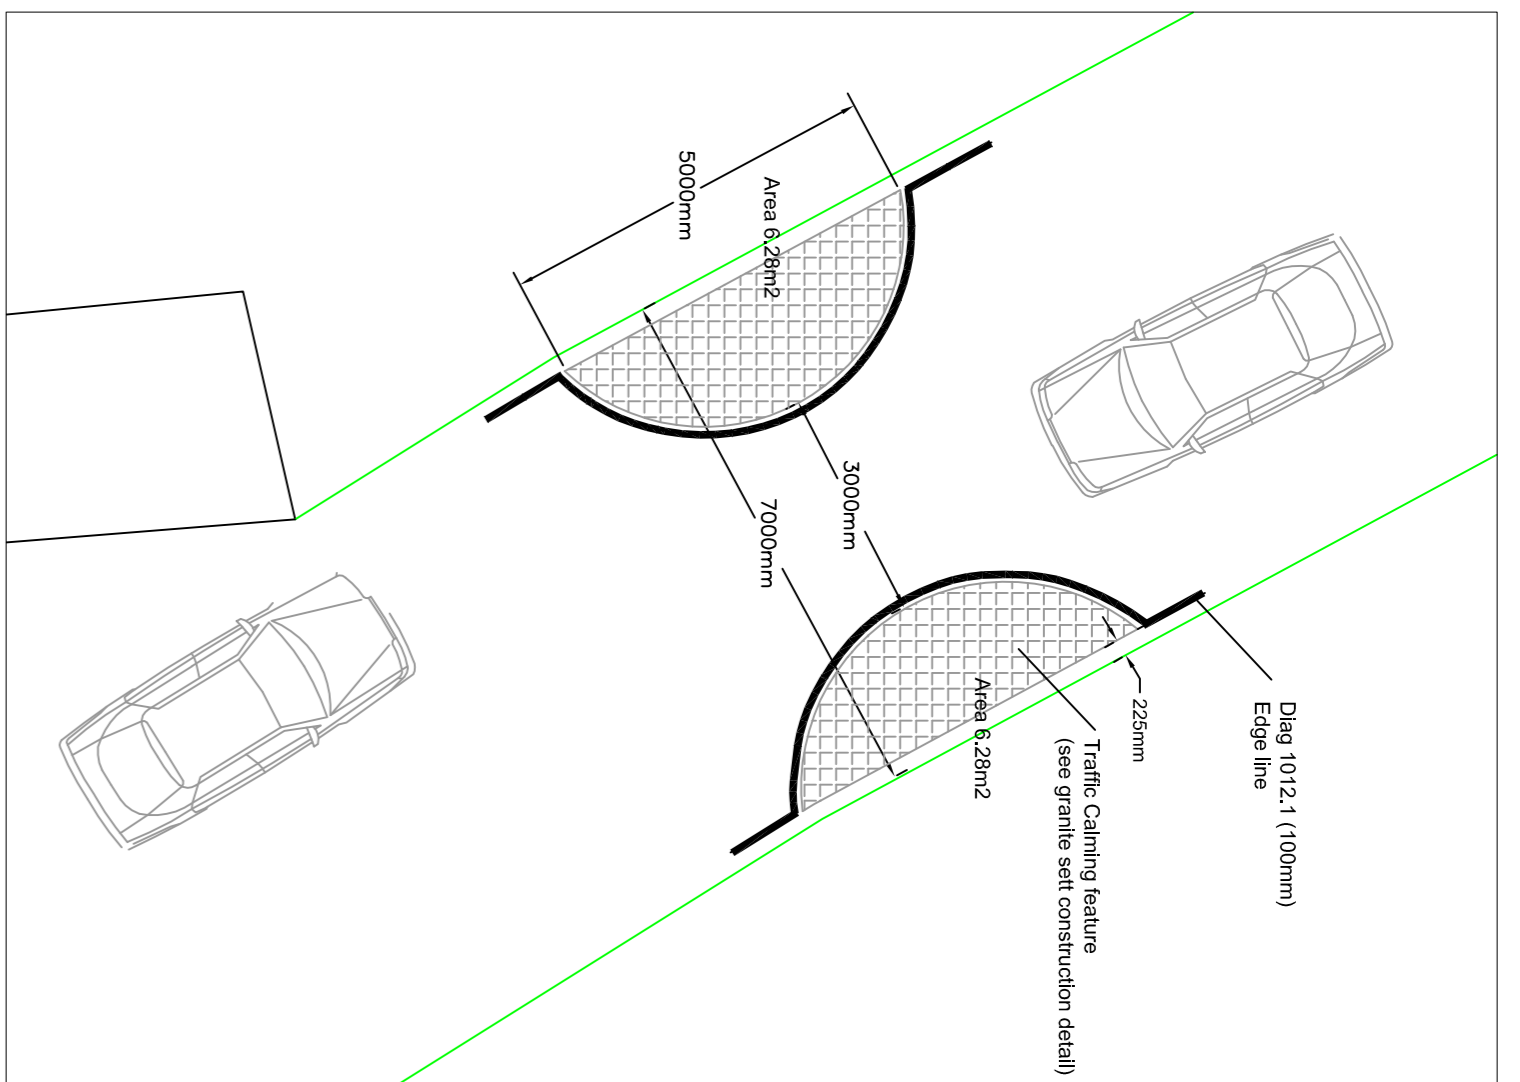 Diag 1012.1 (100mm)
Edge line
225mm
Traffic Calming feature
(see granite sett construction detail)
Area 6.28m2
3000mm
7000mm
Area 6.28m2
5000mm